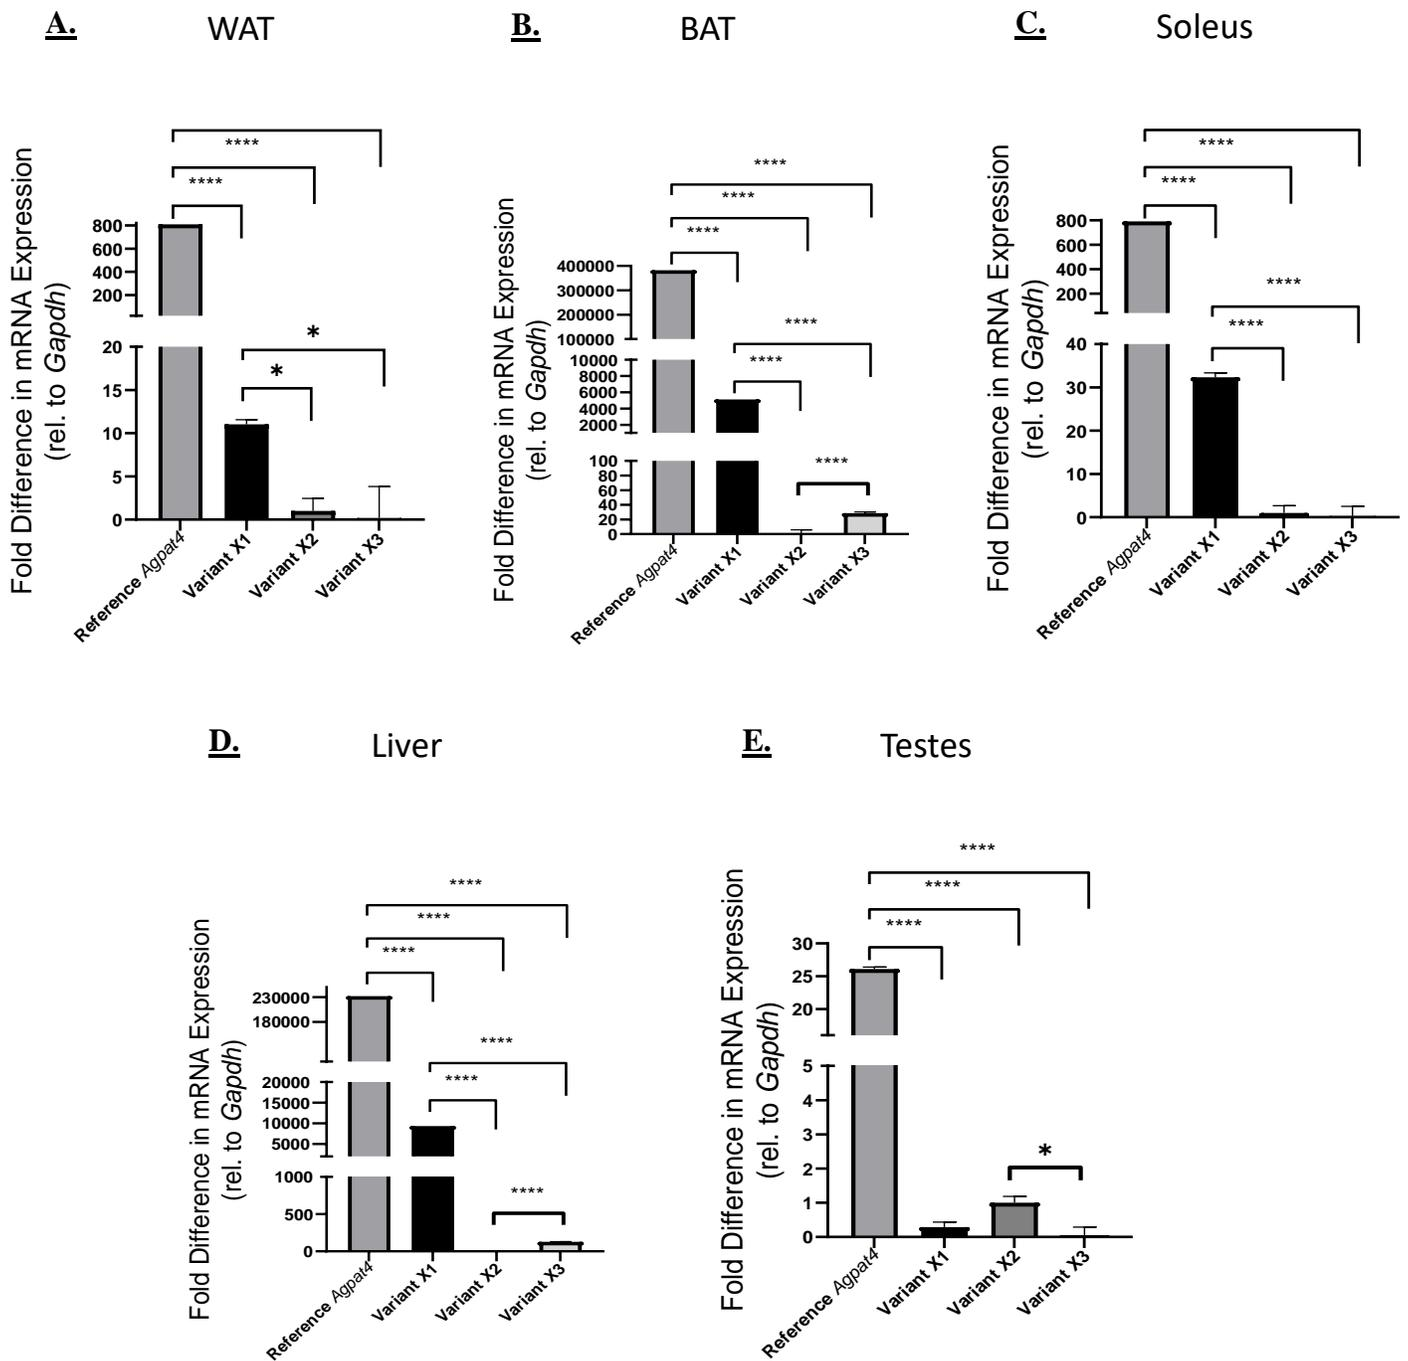 A. WAT
Fold Difference in mRNA Expression
(rel. to Gapdh)
****
****
****
800
600
400
200
20
15
10
5
0
*
*
Reference Agpat4
Variant X1
Variant X2
Variant X3
B. BAT
Fold Difference in mRNA Expression
(rel. to Gapdh)
****
****
****
400000
300000
200000
100000
10000
8000
6000
4000
2000
100
80
60
40
20
0
****
****
****
Reference Agpat4
Variant X1
Variant X2
Variant X3
C. Soleus
Fold Difference in mRNA Expression
(rel. to Gapdh)
****
****
****
800
600
400
200
40
30
20
10
0
****
****
Reference Agpat4
Variant X1
Variant X2
Variant X3
D. Liver
Fold Difference in mRNA Expression
(rel. to Gapdh)
****
****
****
230000
180000
20000
15000
10000
5000
1000
500
0
****
****
****
Reference Agpat4
Variant X1
Variant X2
Variant X3
E. Testes
Fold Difference in mRNA Expression
(rel. to Gapdh)
****
****
****
30
25
20
5
4
3
2
1
0
*
Reference Agpat4
Variant X1
Variant X2
Variant X3